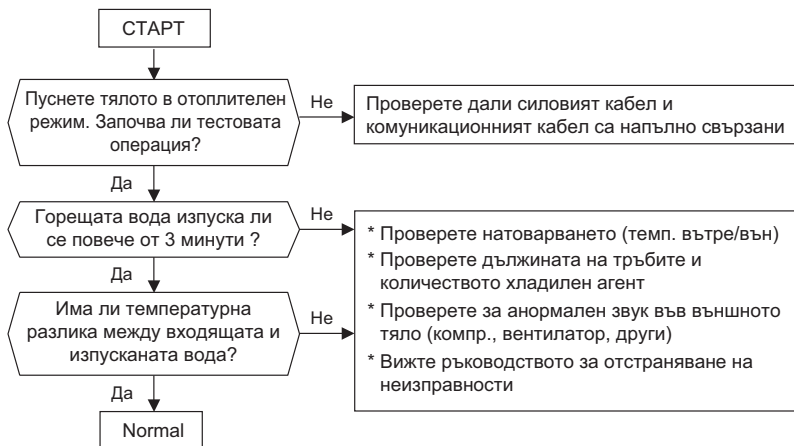 СТАРТ
Пуснете тялото в отоплителен
режим. Започва ли тестовата
операция?
Не
Проверете дали силовият кабел и
комуникационният кабел са напълно свързани
Да
Горещата вода изпуска ли
се повече от 3 минути ?
Не
* Проверете натоварването (темп. вътре/вън)
* Проверете дължината на тръбите и
количеството хладилен агент
* Проверете за анормален звук във външното
тяло (компр., вентилатор, други)
* Вижте ръководството за отстраняване на
неизправности
Да
Има ли температурна
разлика между входящата и
изпусканата вода?
Не
Да
Normal